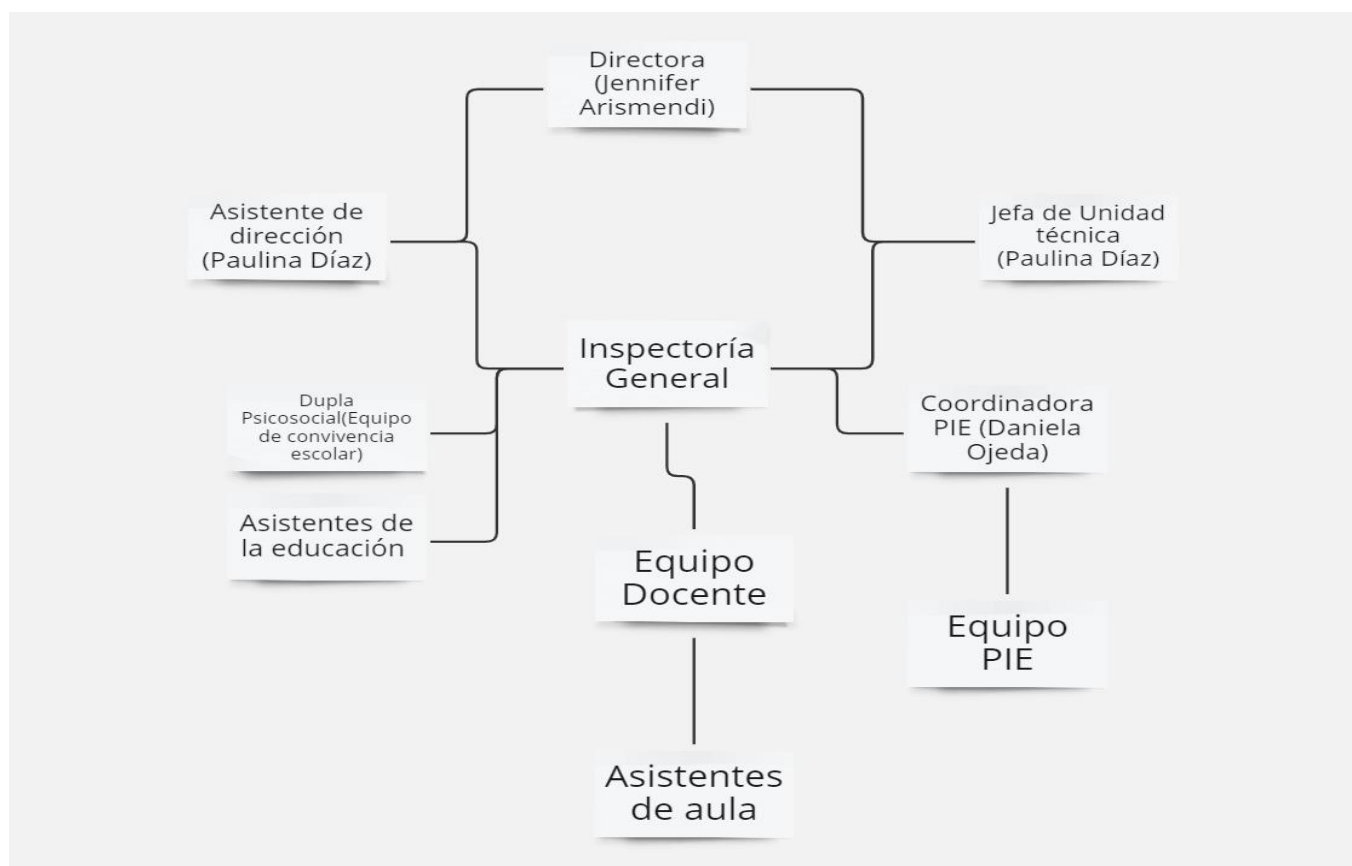 Directora
(Jennifer
Arismendi)
Asistente de
dirección
(Paulina Díaz)
Jefa de Unidad
técnica
(Paulina Díaz)
Inspectoría
General
Dupla
Psicosocial(Equipo
de convivencia
escolar)
Coordinadora
PIE (Daniela
Ojeda)
Asistentes de
la educación
Equipo
Docente
Equipo
PIE
Asistentes
de aula